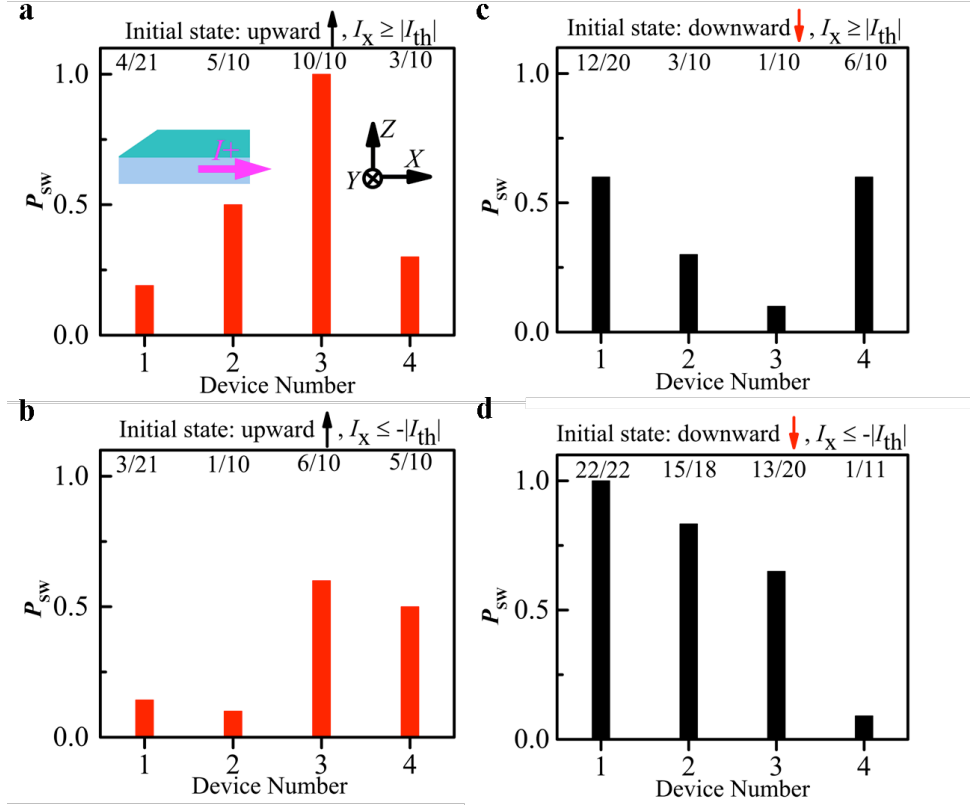 a
Initial state: upward , Ix ≥ |Ith|
4/21 5/10 10/10 3/10
1.0
0.5
0.0
Psw
I+
Z
X
Y
1 2 3 4
Device Number
b
Initial state: upward , Ix ≤ -|Ith|
3/21 1/10 6/10 5/10
1.0
0.5
0.0
Psw
1 2 3 4
Device Number
c
Initial state: downward , Ix ≥ |Ith|
12/20 3/10 1/10 6/10
1.0
0.5
0.0
Psw
1 2 3 4
Device Number
d
Initial state: downward , Ix ≤ -|Ith|
22/22 15/18 13/20 1/11
1.0
0.5
0.0
Psw
1 2 3 4
Device Number